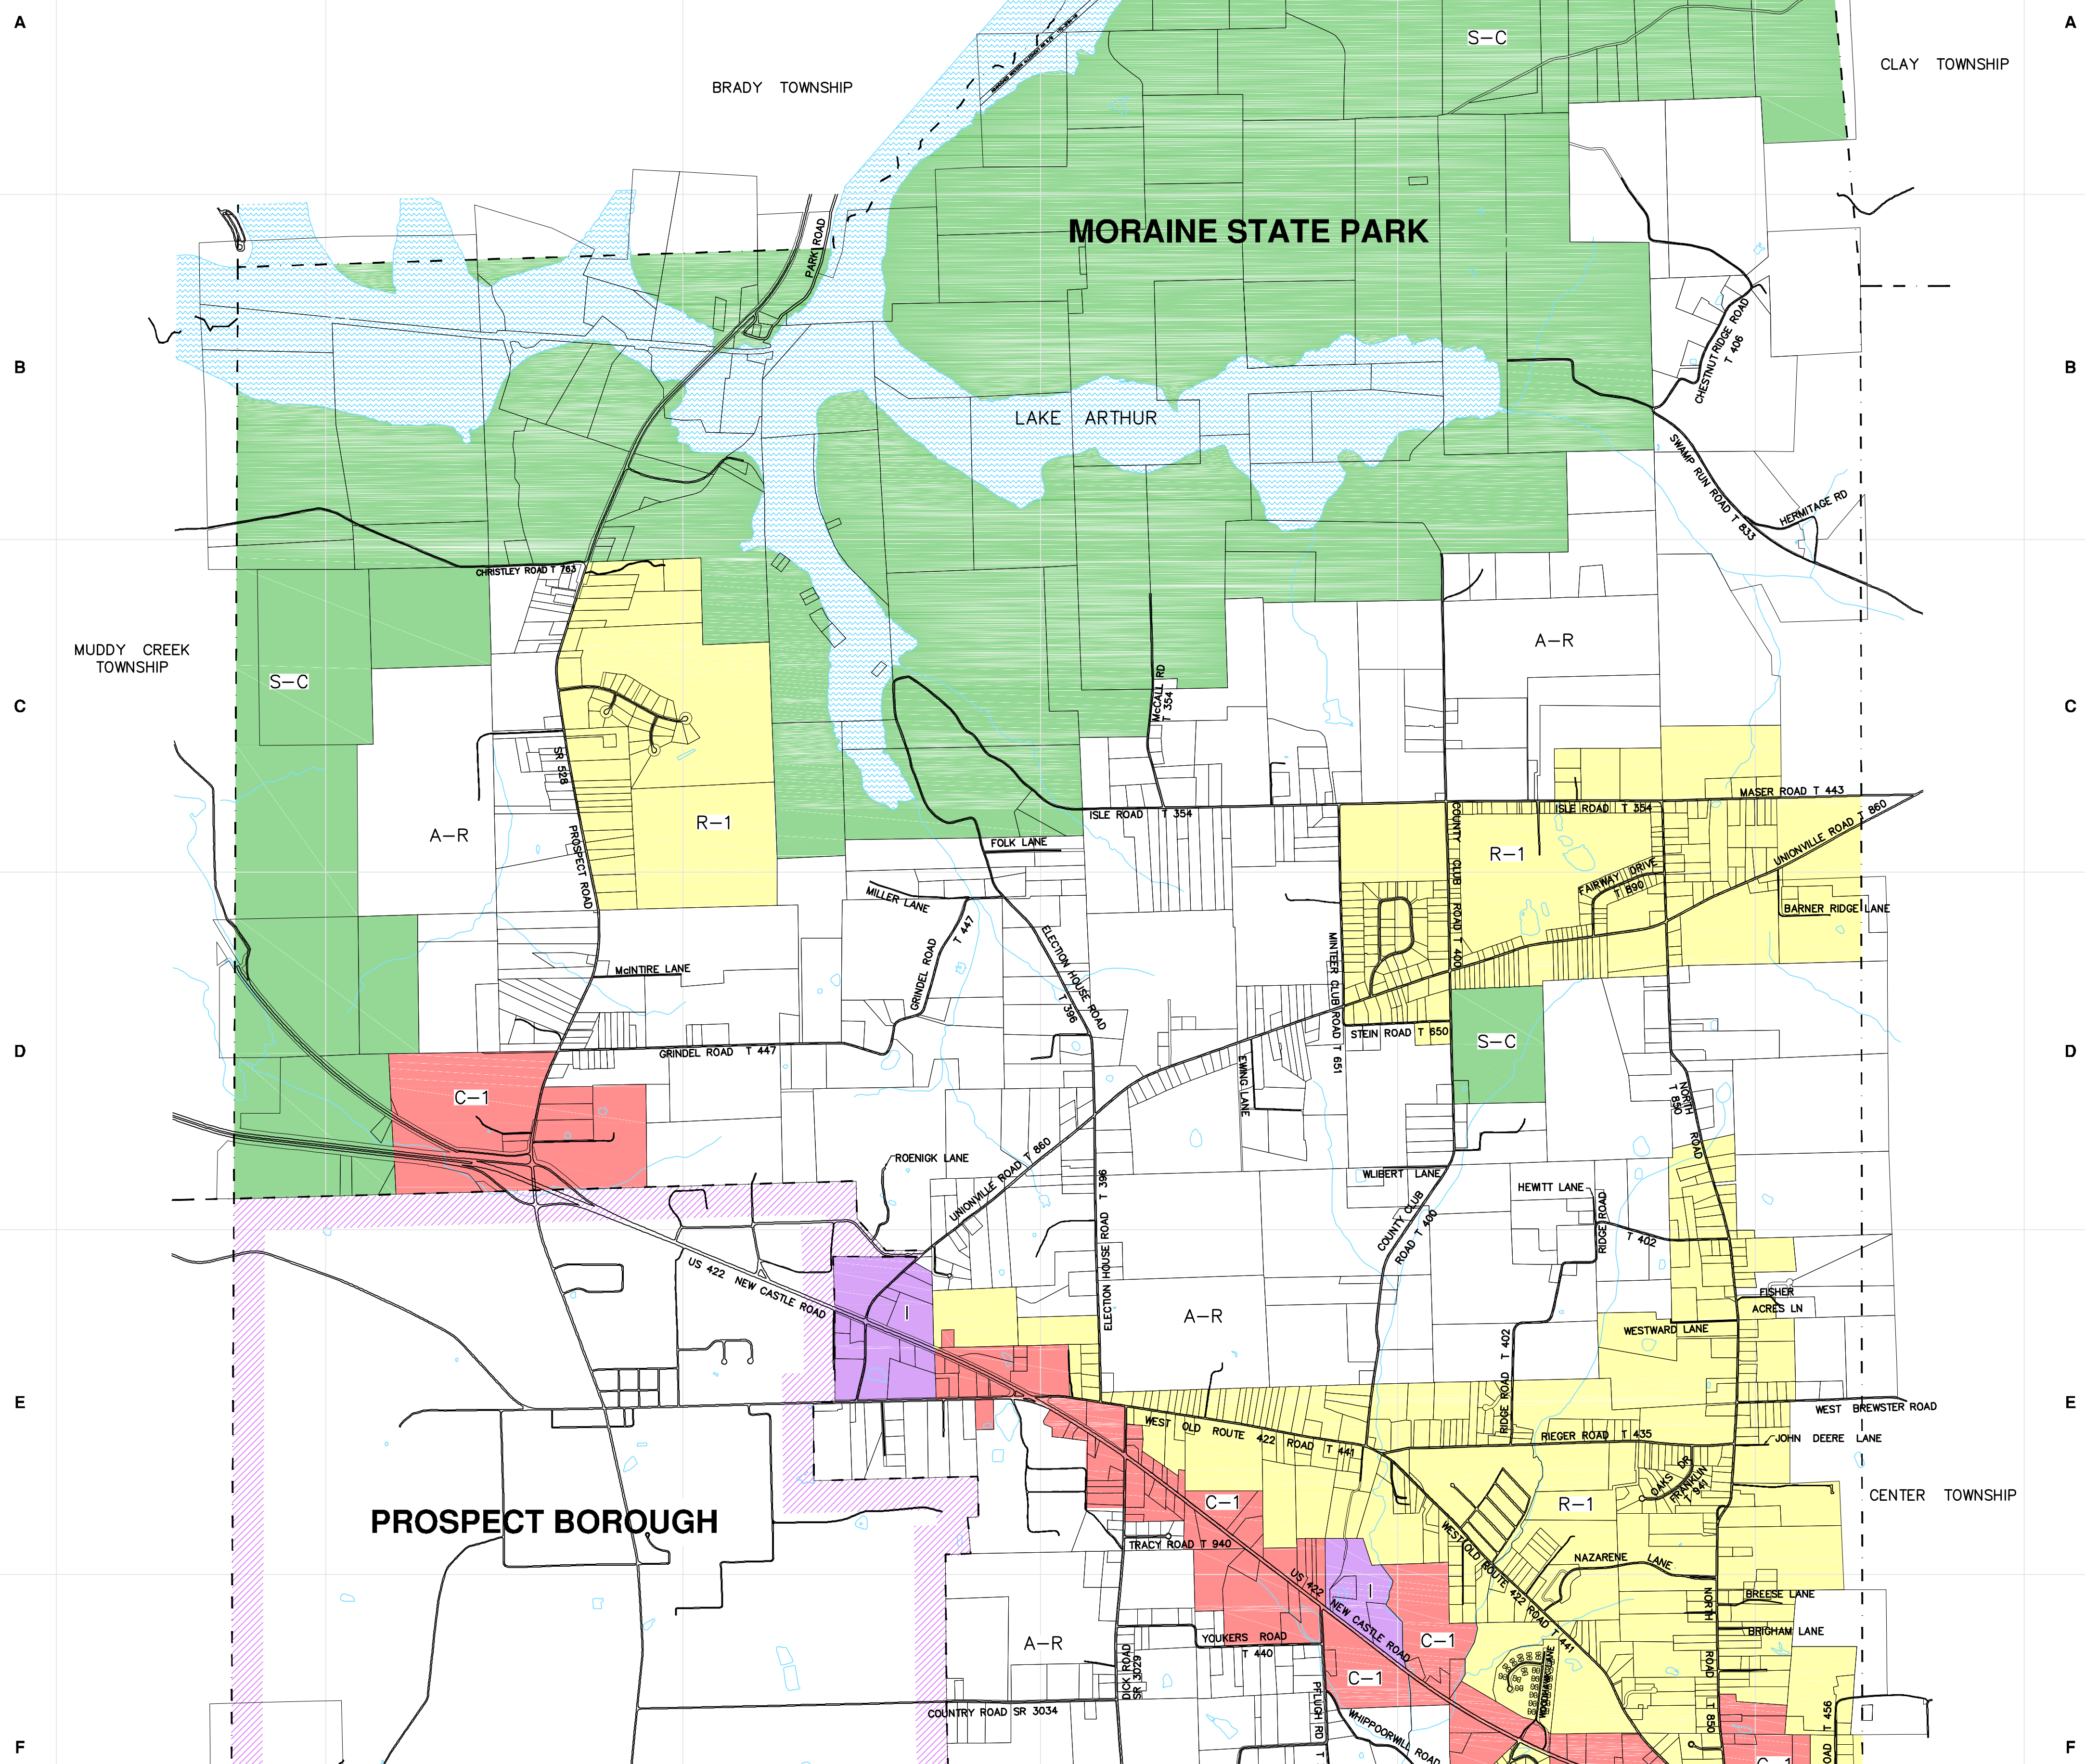 A
A
S-C
CLAY TOWNSHIP
BRADY TOWNSHIP
MORAINE STATE PARK
PARK ROAD
CHESTNUT RIDGE ROAD
T 406
B
B
LAKE ARTHUR
SWAMP RUN ROAD T 833
HERMITAGE RD
CHRISTLEY ROAD T 763
A-R
MUDDY CREEK
TOWNSHIP
S-C
McCALL RD
T 354
C
C
SR 528
MASER ROAD T 443
ISLE ROAD T 354
ISLE ROAD T 354
UNIONVILLE ROAD T 860
R-1
A-R
PROSPECT ROAD
FOLK LANE
COUNTY CLUB ROAD T 400
R-1
FAIRWAY DRIVE
T 890
MILLER LANE
BARNER RIDGE LANE
T 447
GRINDEL ROAD
ELECTION HOUSE ROAD
T 396
McINTIRE LANE
MINTEER CLUB ROAD T 651
STEIN ROAD T 650
S-C
D
D
GRINDEL ROAD T 447
EWING LANE
C-1
NORTH
T 850
ROAD
ROENIGK LANE
UNIONVILLE ROAD T 860
WLIBERT LANE
HEWITT LANE
ELECTION HOUSE ROAD T 396
COUNTY CLUB
ROAD T 400
RIDGE ROAD
T 402
US 422 NEW CASTLE ROAD
I
A-R
FISHER
ACRES LN
WESTWARD LANE
RIDGE ROAD T 402
E
E
WEST BREWSTER ROAD
WEST OLD ROUTE 422 ROAD T 441
RIEGER ROAD T 435
JOHN DEERE LANE
OAKS DR
FRANKLIN
T 941
C-1
R-1
CENTER TOWNSHIP
PROSPECT BOROUGH
TRACY ROAD T 940
WEST OLD ROUTE 422 ROAD T 441
NAZARENE LANE
US 422 NEW CASTLE ROAD
I
NORTH ROAD T 850
BREESE LANE
BRIGHAM LANE
A-R
YOUKERS ROAD
T 440
C-1
C-1
DICK ROAD
SR 3029
COUNTRY ROAD SR 3034
PFLUGH RD T
WHIPPOORWILL ROAD
OAD T 456
F
F
C-1